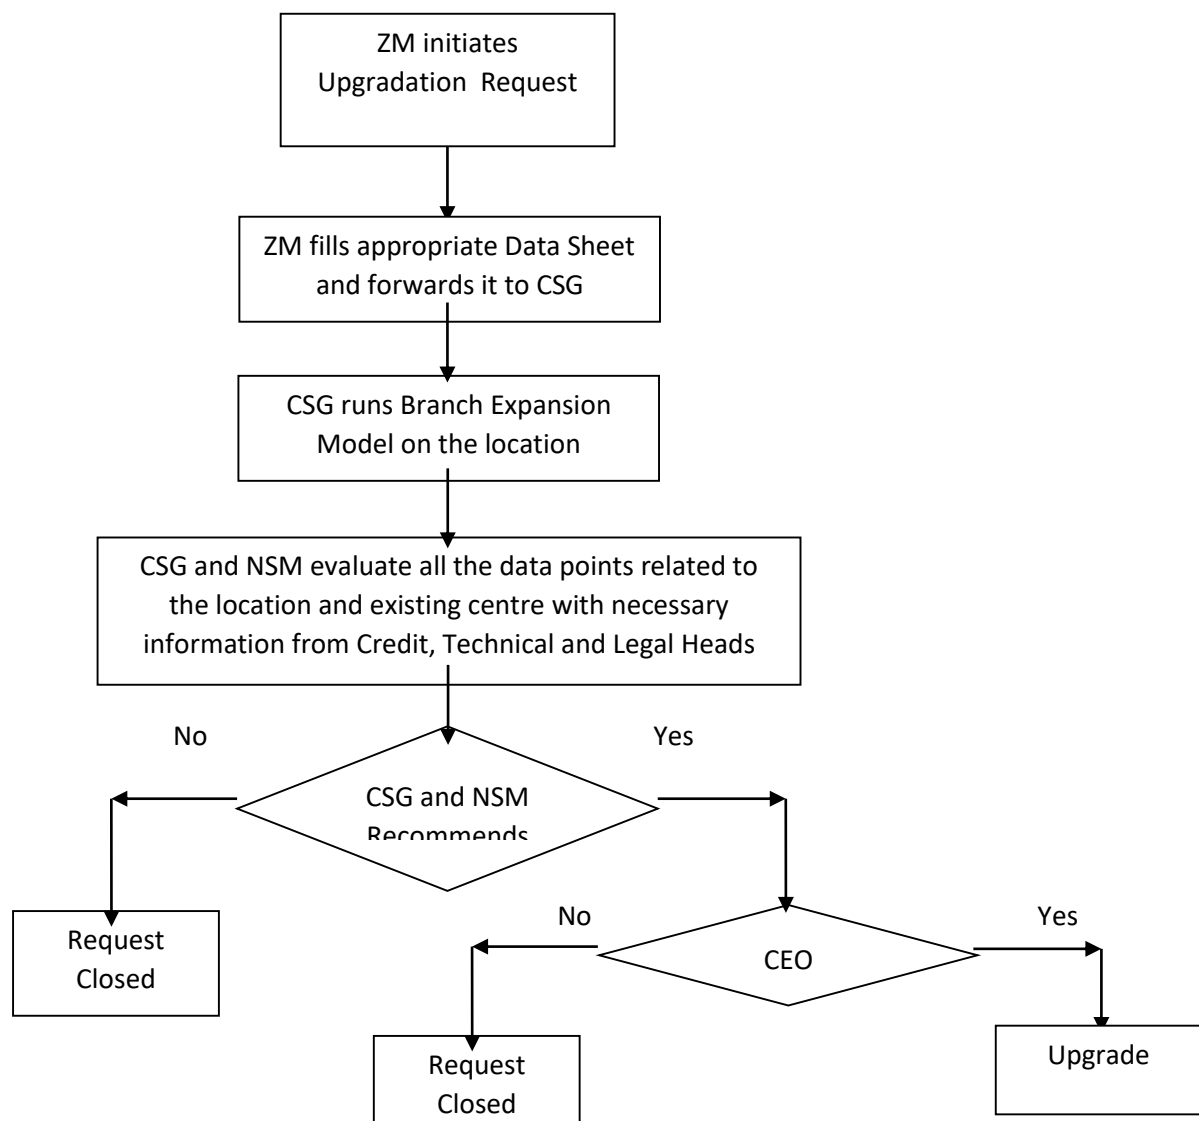 ZM initiates
Upgradation Request
ZM fills appropriate Data Sheet
and forwards it to CSG
CSG runs Branch Expansion
Model on the location
CSG and NSM evaluate all the data points related to
the location and existing centre with necessary
information from Credit, Technical and Legal Heads
No
Yes
CSG and NSM
Recommends
No
Yes
Request
Closed
CEO
Request
Closed
Upgrade